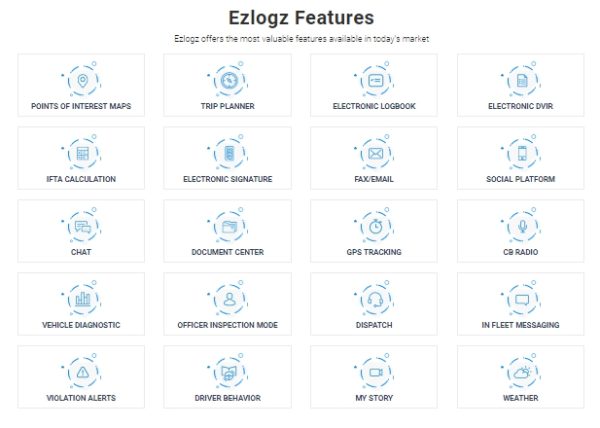 Ezlogz Features
Ezlogz offers the most valuable features available in today's market
POINTS OF INTEREST MAPS
TRIP PLANNER
ELECTRONIC LOGBOOK
ELECTRONIC DVIR
IFTA CALCULATION
ELECTRONIC SIGNATURE
FAX/EMAIL
SOCIAL PLATFORM
CHAT
DOCUMENT CENTER
GPS TRACKING
CB RADIO
VEHICLE DIAGNOSTIC
OFFICER INSPECTION MODE
DISPATCH
IN FLEET MESSAGING
VIOLATION ALERTS
DRIVER BEHAVIOR
MY STORY
WEATHER